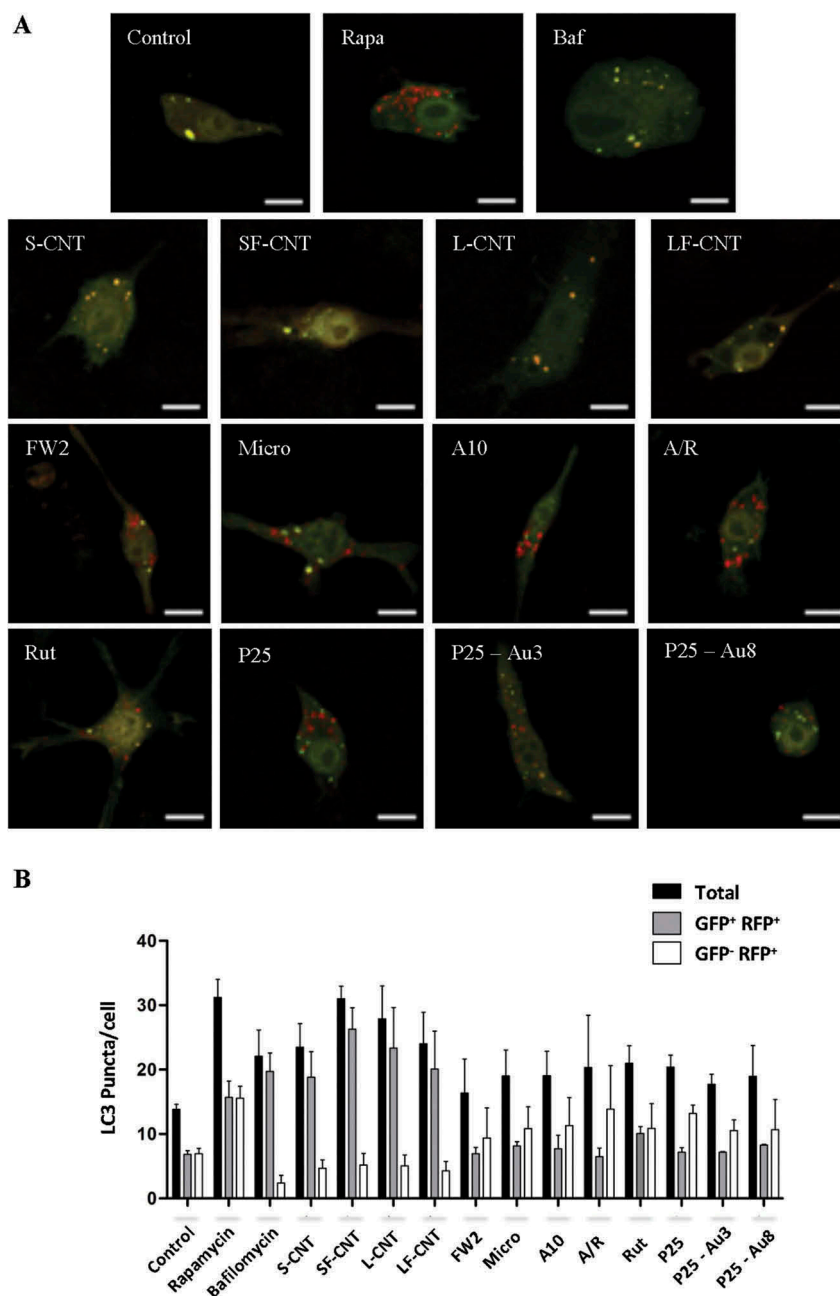 A
Control Rapa Baf
S-CNT SF-CNT L-CNT LF-CNT
FW2 Micro A10 A/R
Rut P25 P25 – Au3 P25 – Au8
B
Total
GFP⁺ RFP⁺
GFP⁻ RFP⁺
40
30
20
10
0
LC3 Puncta/cell
Control Rapamycin Bafilomycin S-CNT SF-CNT L-CNT LF-CNT FW2 Micro A10 A/R Rut P25 P25 - Au3 P25 - Au8